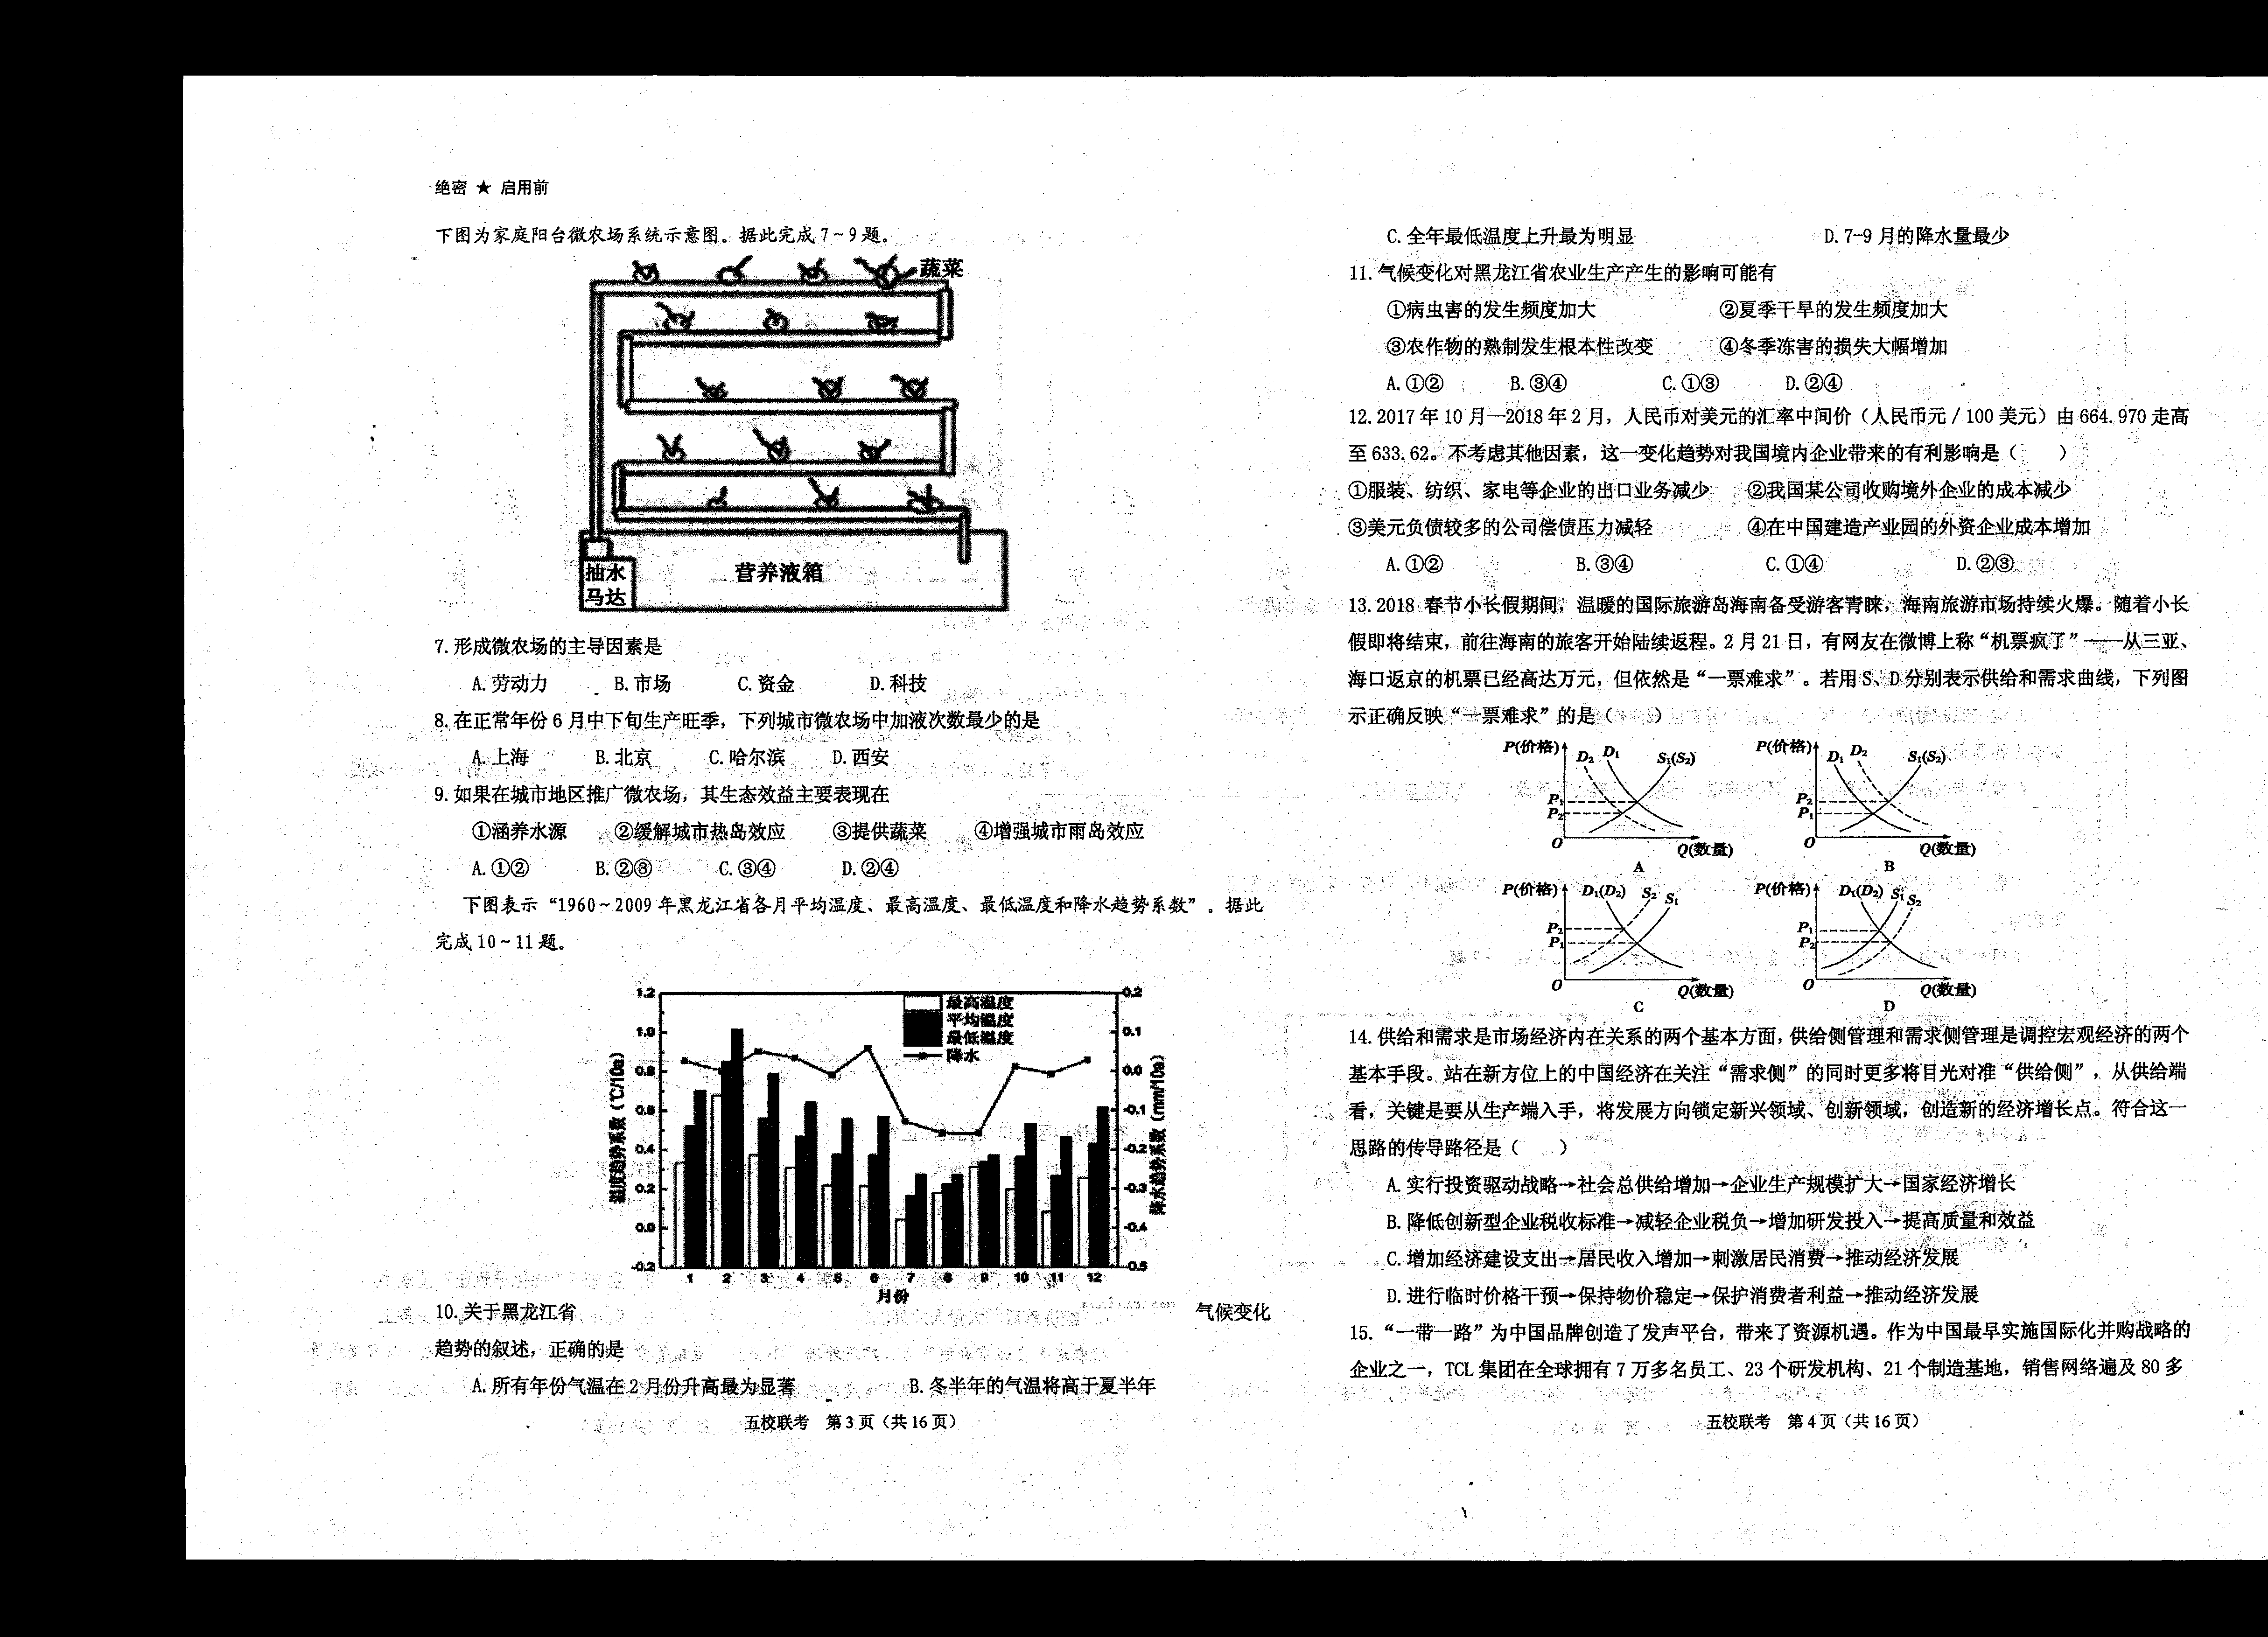 绝密 ★ 启用前
下图为家庭阳台微农场系统示意图。据此完成 7~9 题。
蔬菜
抽水
马达
营养液箱
7. 形成微农场的主导因素是
A. 劳动力 B. 市场 C. 资金 D. 科技
8. 在正常年份 6 月中下旬生产旺季，下列城市微农场中加液次数最少的是
A. 上海 B. 北京 C. 哈尔滨 D. 西安
9. 如果在城市地区推广微农场，其生态效益主要表现在
①涵养水源 ②缓解城市热岛效应 ③提供蔬菜 ④增强城市雨岛效应
A. ①② B. ②③ C. ③④ D. ②④
下图表示“1960~2009 年黑龙江省各月平均温度、最高温度、最低温度和降水趋势系数”。据此
完成 10~11 题。
最高温度
平均温度
最低温度
降水
温度趋势系数（℃/10a）
1.2
1.0
0.8
0.6
0.4
0.2
0.0
-0.2
降水趋势系数（mm/10a）
0.2
0.1
0.0
-0.1
-0.2
-0.3
-0.4
-0.5
1 2 3 4 5 6 7 8 9 10 11 12
月份
10. 关于黑龙江省 气候变化
趋势的叙述，正确的是
A. 所有年份气温在 2 月份升高最为显著 B. 冬半年的气温将高于夏半年
五校联考 第 3 页（共 16 页）
C. 全年最低温度上升最为明显 D. 7-9 月的降水量最少
11. 气候变化对黑龙江省农业生产产生的影响可能有
①病虫害的发生频度加大 ②夏季干旱的发生频度加大
③农作物的熟制发生根本性改变 ④冬季冻害的损失大幅增加
A. ①② B. ③④ C. ①③ D. ②④
12. 2017 年 10 月—2018 年 2 月，人民币对美元的汇率中间价（人民币元／100 美元）由 664.970 走高
至 633.62。不考虑其他因素，这一变化趋势对我国境内企业带来的有利影响是（ ）
①服装、纺织、家电等企业的出口业务减少 ②我国某公司收购境外企业的成本减少
③美元负债较多的公司偿债压力减轻 ④在中国建造产业园的外资企业成本增加
A. ①② B. ③④ C. ①④ D. ②③
13. 2018 春节小长假期间，温暖的国际旅游岛海南备受游客青睐，海南旅游市场持续火爆。随着小长
假即将结束，前往海南的旅客开始陆续返程。2 月 21 日，有网友在微博上称“机票疯了”——从三亚、
海口返京的机票已经高达万元，但依然是“一票难求”。若用 S、D 分别表示供给和需求曲线，下列图
示正确反映“一票难求”的是（ ）
P(价格) D₂ D₁ S₁(S₂) P₁ P₂ O Q(数量) A
P(价格) D₁ D₂ S₁(S₂) P₂ P₁ O Q(数量) B
P(价格) D₁(D₂) S₂ S₁ P₂ P₁ O Q(数量) C
P(价格) D₁(D₂) S₁ S₂ P₁ P₂ O Q(数量) D
14. 供给和需求是市场经济内在关系的两个基本方面，供给侧管理和需求侧管理是调控宏观经济的两个
基本手段。站在新方位上的中国经济在关注“需求侧”的同时更多将目光对准“供给侧”，从供给端
看，关键是要从生产端入手，将发展方向锁定新兴领域、创新领域，创造新的经济增长点。符合这一
思路的传导路径是（ ）
A. 实行投资驱动战略→社会总供给增加→企业生产规模扩大→国家经济增长
B. 降低创新型企业税收标准→减轻企业税负→增加研发投入→提高质量和效益
C. 增加经济建设支出→居民收入增加→刺激居民消费→推动经济发展
D. 进行临时价格干预→保持物价稳定→保护消费者利益→推动经济发展
15. “一带一路”为中国品牌创造了发声平台，带来了资源机遇。作为中国最早实施国际化并购战略的
企业之一，TCL 集团在全球拥有 7 万多名员工、23 个研发机构、21 个制造基地，销售网络遍及 80 多
五校联考 第 4 页（共 16 页）